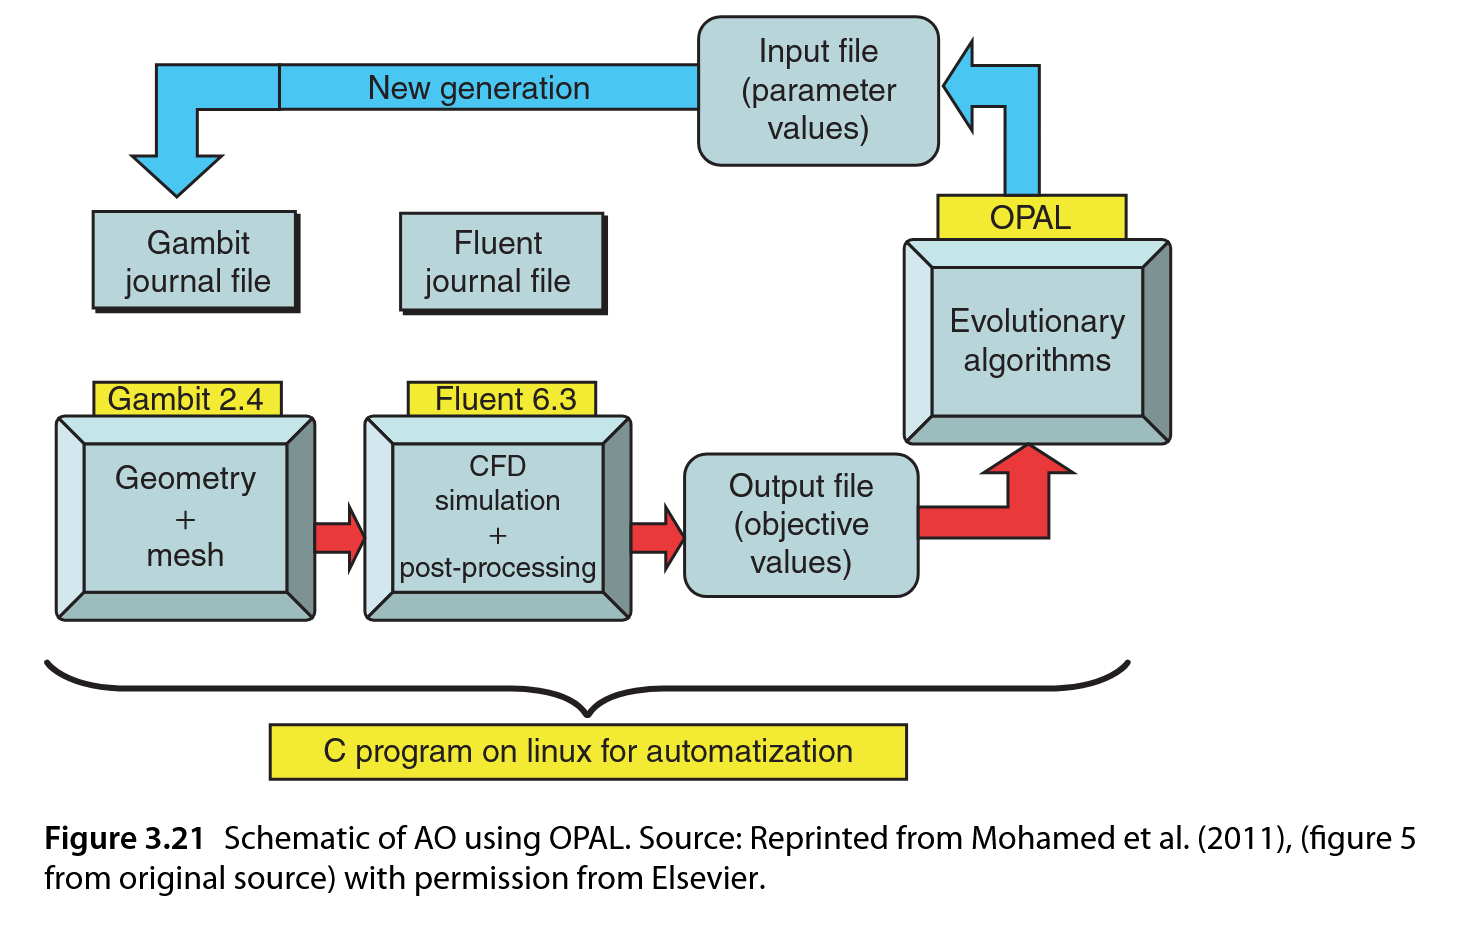 Input file
(parameter
values)
New generation
OPAL
Gambit
journal file
Fluent
journal file
Evolutionary
algorithms
Gambit 2.4
Fluent 6.3
Geometry
+
mesh
CFD
simulation
+
post-processing
Output file
(objective
values)
C program on linux for automatization
Figure 3.21 Schematic of AO using OPAL. Source: Reprinted from Mohamed et al. (2011), (figure 5
from original source) with permission from Elsevier.